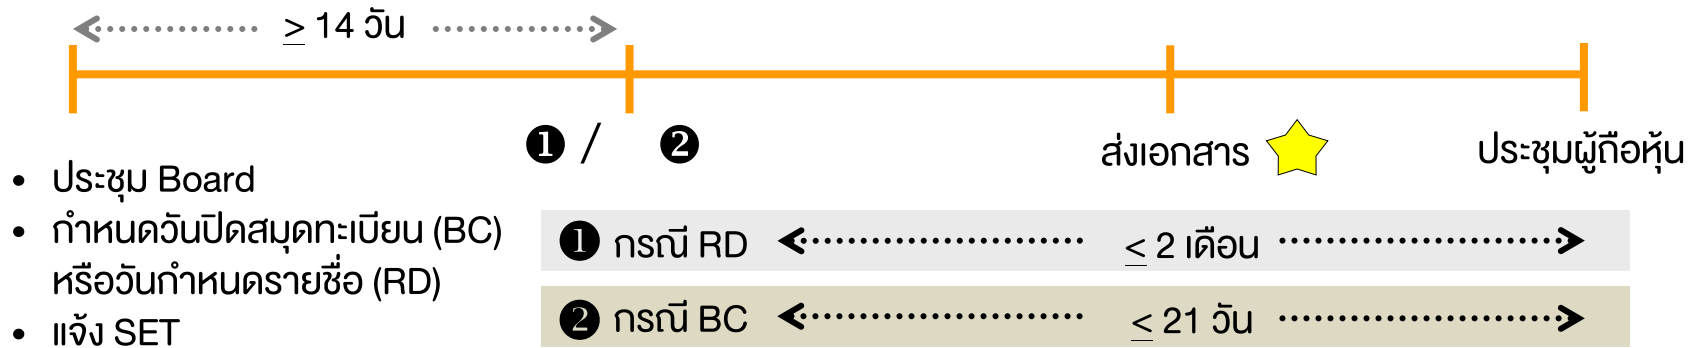 ≥ 14 วัน
❶ / ❷
ส่งเอกสาร
ประชุมผู้ถือหุ้น
• ประชุม Board
• กำหนดวันปิดสมุดทะเบียน (BC)
หรือวันกำหนดรายชื่อ (RD)
• แจ้ง SET
❶ กรณี RD ≤ 2 เดือน
❷ กรณี BC ≤ 21 วัน